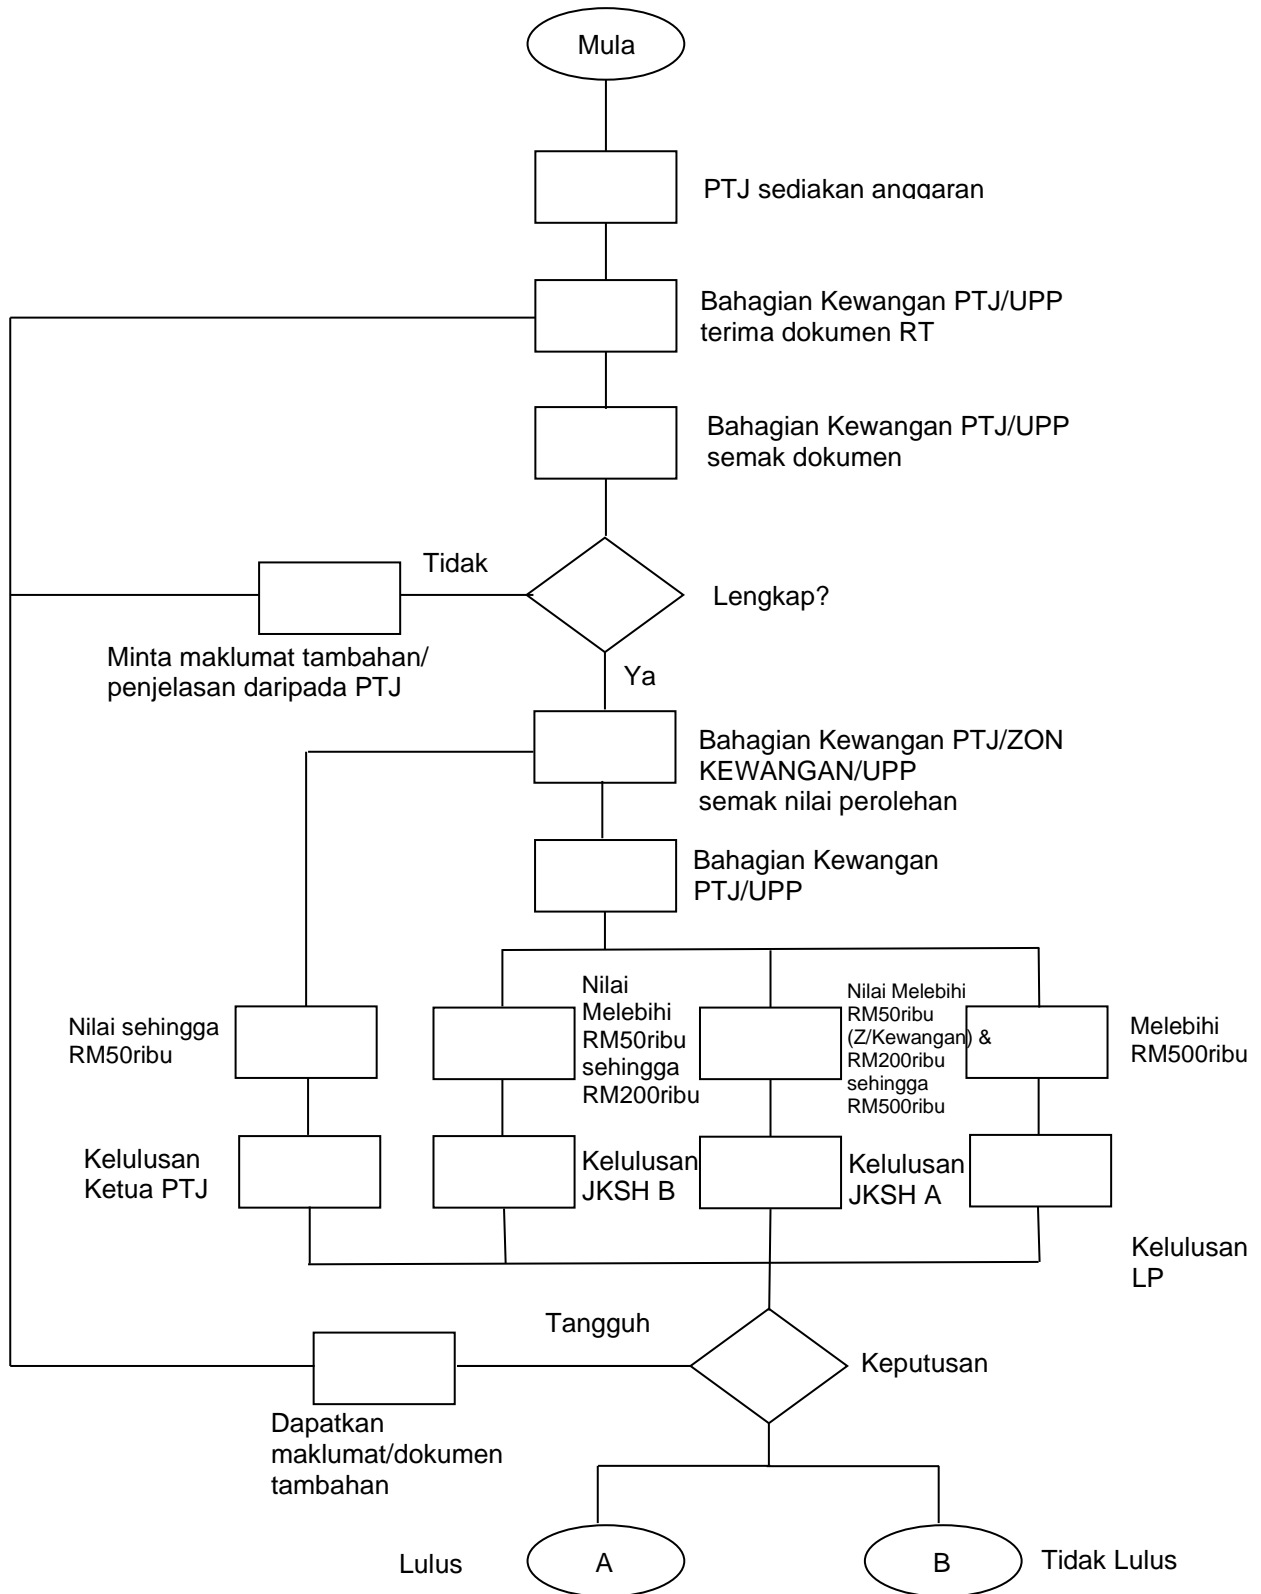 Mula
PTJ sediakan anggaran
Bahagian Kewangan PTJ/UPP
terima dokumen RT
Bahagian Kewangan PTJ/UPP
semak dokumen
Tidak
Lengkap?
Minta maklumat tambahan/
penjelasan daripada PTJ
Ya
Bahagian Kewangan PTJ/ZON
KEWANGAN/UPP
semak nilai perolehan
Bahagian Kewangan
PTJ/UPP
Nilai sehingga
RM50ribu
Nilai
Melebihi
RM50ribu
sehingga
RM200ribu
Nilai Melebihi
RM50ribu
(Z/Kewangan) &
RM200ribu
sehingga
RM500ribu
Melebihi
RM500ribu
Kelulusan
Ketua PTJ
Kelulusan
JKSH B
Kelulusan
JKSH A
Kelulusan
LP
Tangguh
Keputusan
Dapatkan
maklumat/dokumen
tambahan
Lulus
A
B
Tidak Lulus